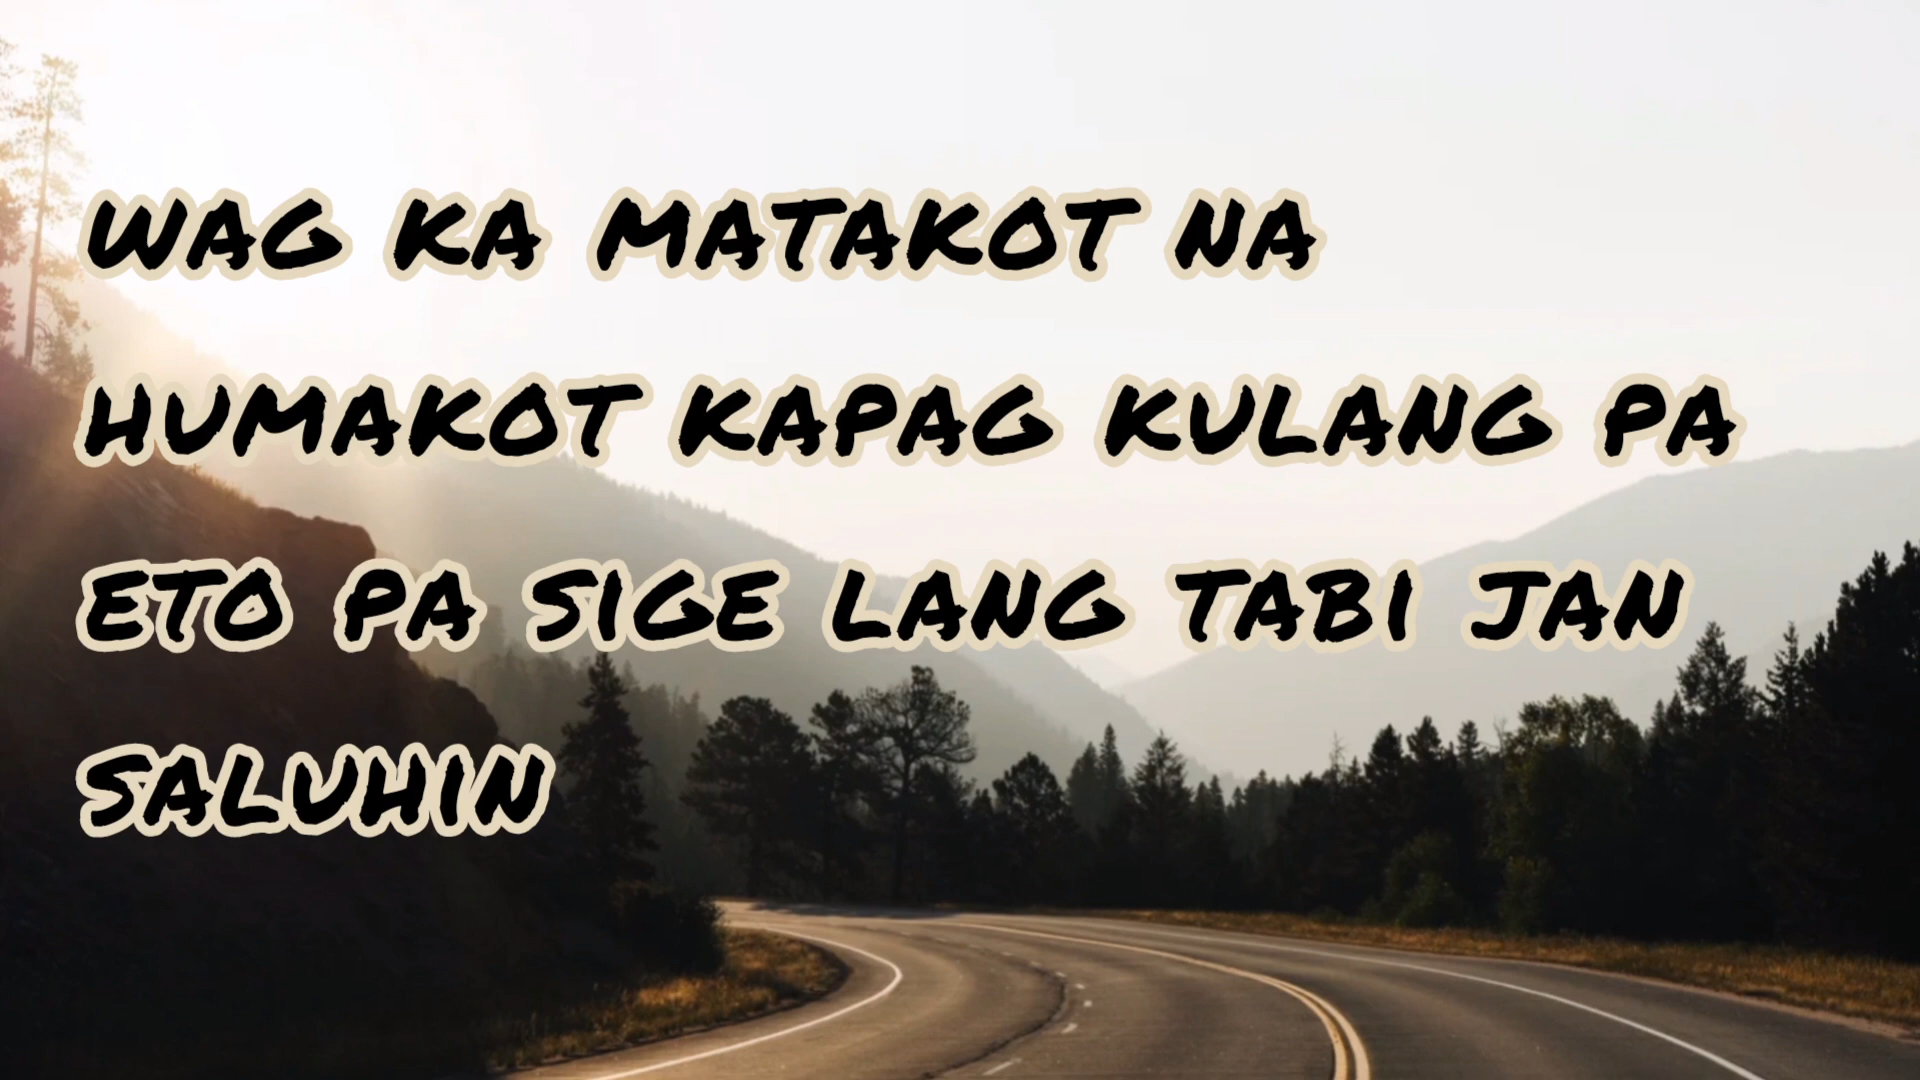 WAG KA MATAKOT NA
HUMAKOT KAPAG KULANG PA
ETO PA SIGE LANG TABI JAN
SALUHIN